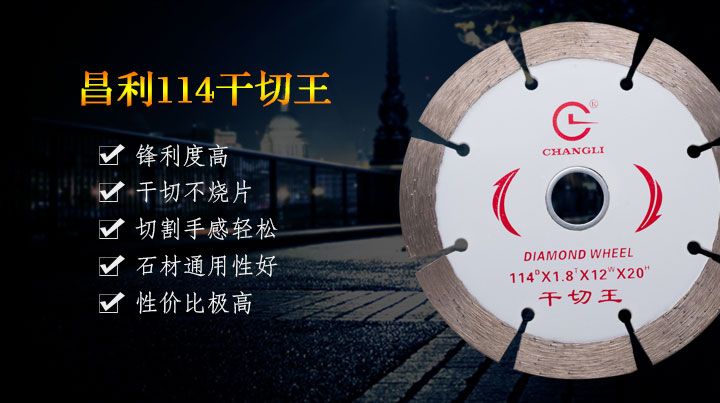 昌利114干切王
锋利度高
干切不烧片
切割手感轻松
石材通用性好
性价比极高
®
CHANGLI
DIAMOND WHEEL
114ᴰX1.8ᵀX12ᵂX20ᴴ
干切王